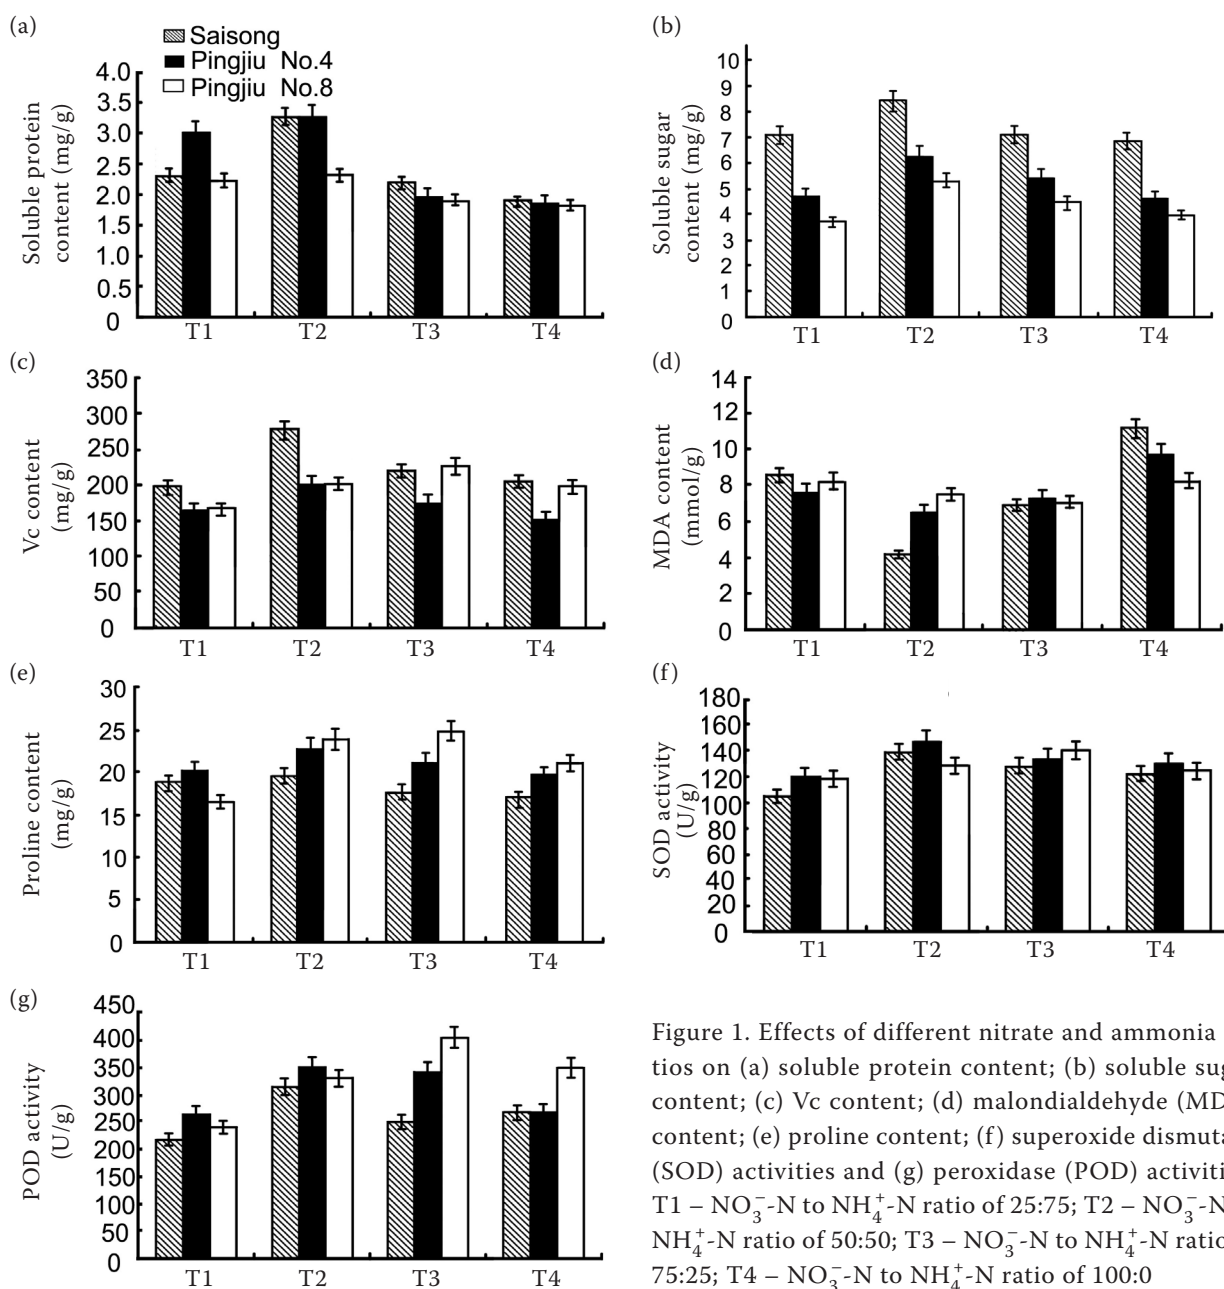 (a)
Saisong
Pingjiu No.4
Pingjiu No.8
Soluble protein
content (mg/g)
4.0
3.5
3.0
2.5
2.0
1.5
1.0
0.5
0
T1 T2 T3 T4
(b)
Soluble sugar
content (mg/g)
10
9
8
7
6
5
4
3
2
1
0
T1 T2 T3 T4
(c)
Vc content
(mg/g)
350
300
250
200
150
100
50
0
T1 T2 T3 T4
(d)
MDA content
(mmol/g)
14
12
10
8
6
4
2
0
T1 T2 T3 T4
(e)
Proline content
(mg/g)
30
25
20
15
10
5
0
T1 T2 T3 T4
(f)
SOD activity
(U/g)
180
160
140
120
100
80
60
40
20
0
T1 T2 T3 T4
(g)
POD activity
(U/g)
450
400
350
300
250
200
150
100
50
0
T1 T2 T3 T4
Figure 1. Effects of different nitrate and ammonia
tios on (a) soluble protein content; (b) soluble sug
content; (c) Vc content; (d) malondialdehyde (MD
content; (e) proline content; (f) superoxide dismuta
(SOD) activities and (g) peroxidase (POD) activiti
T1 – NO₃⁻-N to NH₄⁺-N ratio of 25:75; T2 – NO₃⁻-N
NH₄⁺-N ratio of 50:50; T3 – NO₃⁻-N to NH₄⁺-N ratio
75:25; T4 – NO₃⁻-N to NH₄⁺-N ratio of 100:0